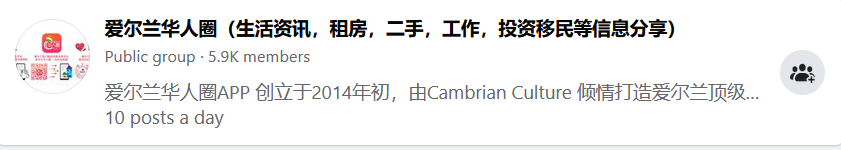 爱尔兰华人圈（生活资讯，租房，二手，工作，投资移民等信息分享）
Public group · 5.9K members
爱尔兰华人圈APP 创立于2014年初，由Cambrian Culture 倾情打造爱尔兰顶级...
10 posts a day